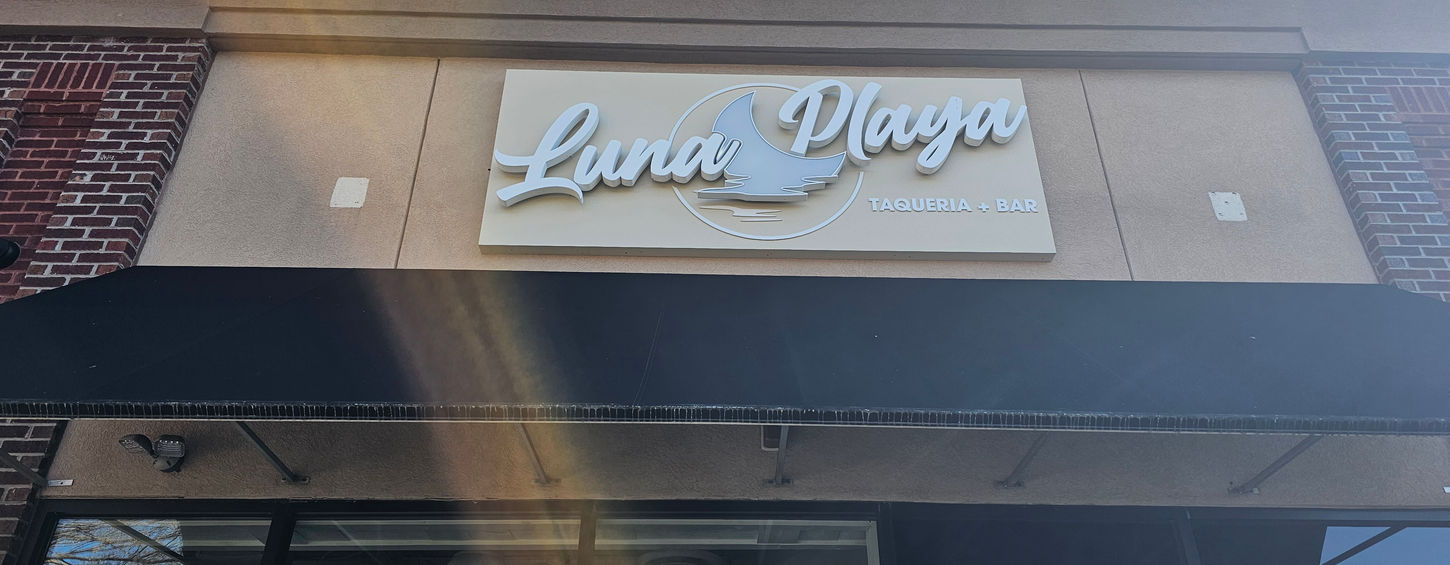 Luna Playa
TAQUERIA + BAR